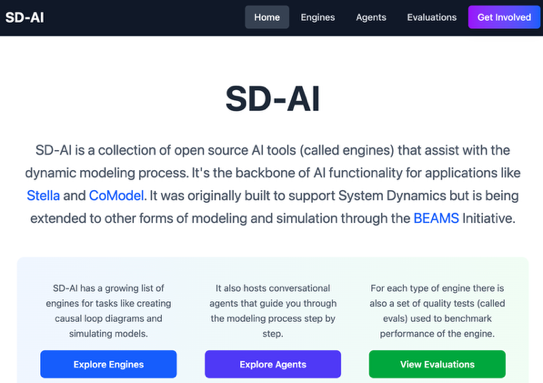 SD-AI
Home
Engines
Agents
Evaluations
Get Involved
SD-AI
SD-AI is a collection of open source AI tools (called engines) that assist with the
dynamic modeling process. It's the backbone of AI functionality for applications like
Stella and CoModel. It was originally built to support System Dynamics but is being
extended to other forms of modeling and simulation through the BEAMS Initiative.
SD-AI has a growing list of
engines for tasks like creating
causal loop diagrams and
simulating models.
Explore Engines
It also hosts conversational
agents that guide you through
the modeling process step by
step.
Explore Agents
For each type of engine there is
also a set of quality tests (called
evals) used to benchmark
performance of the engine.
View Evaluations